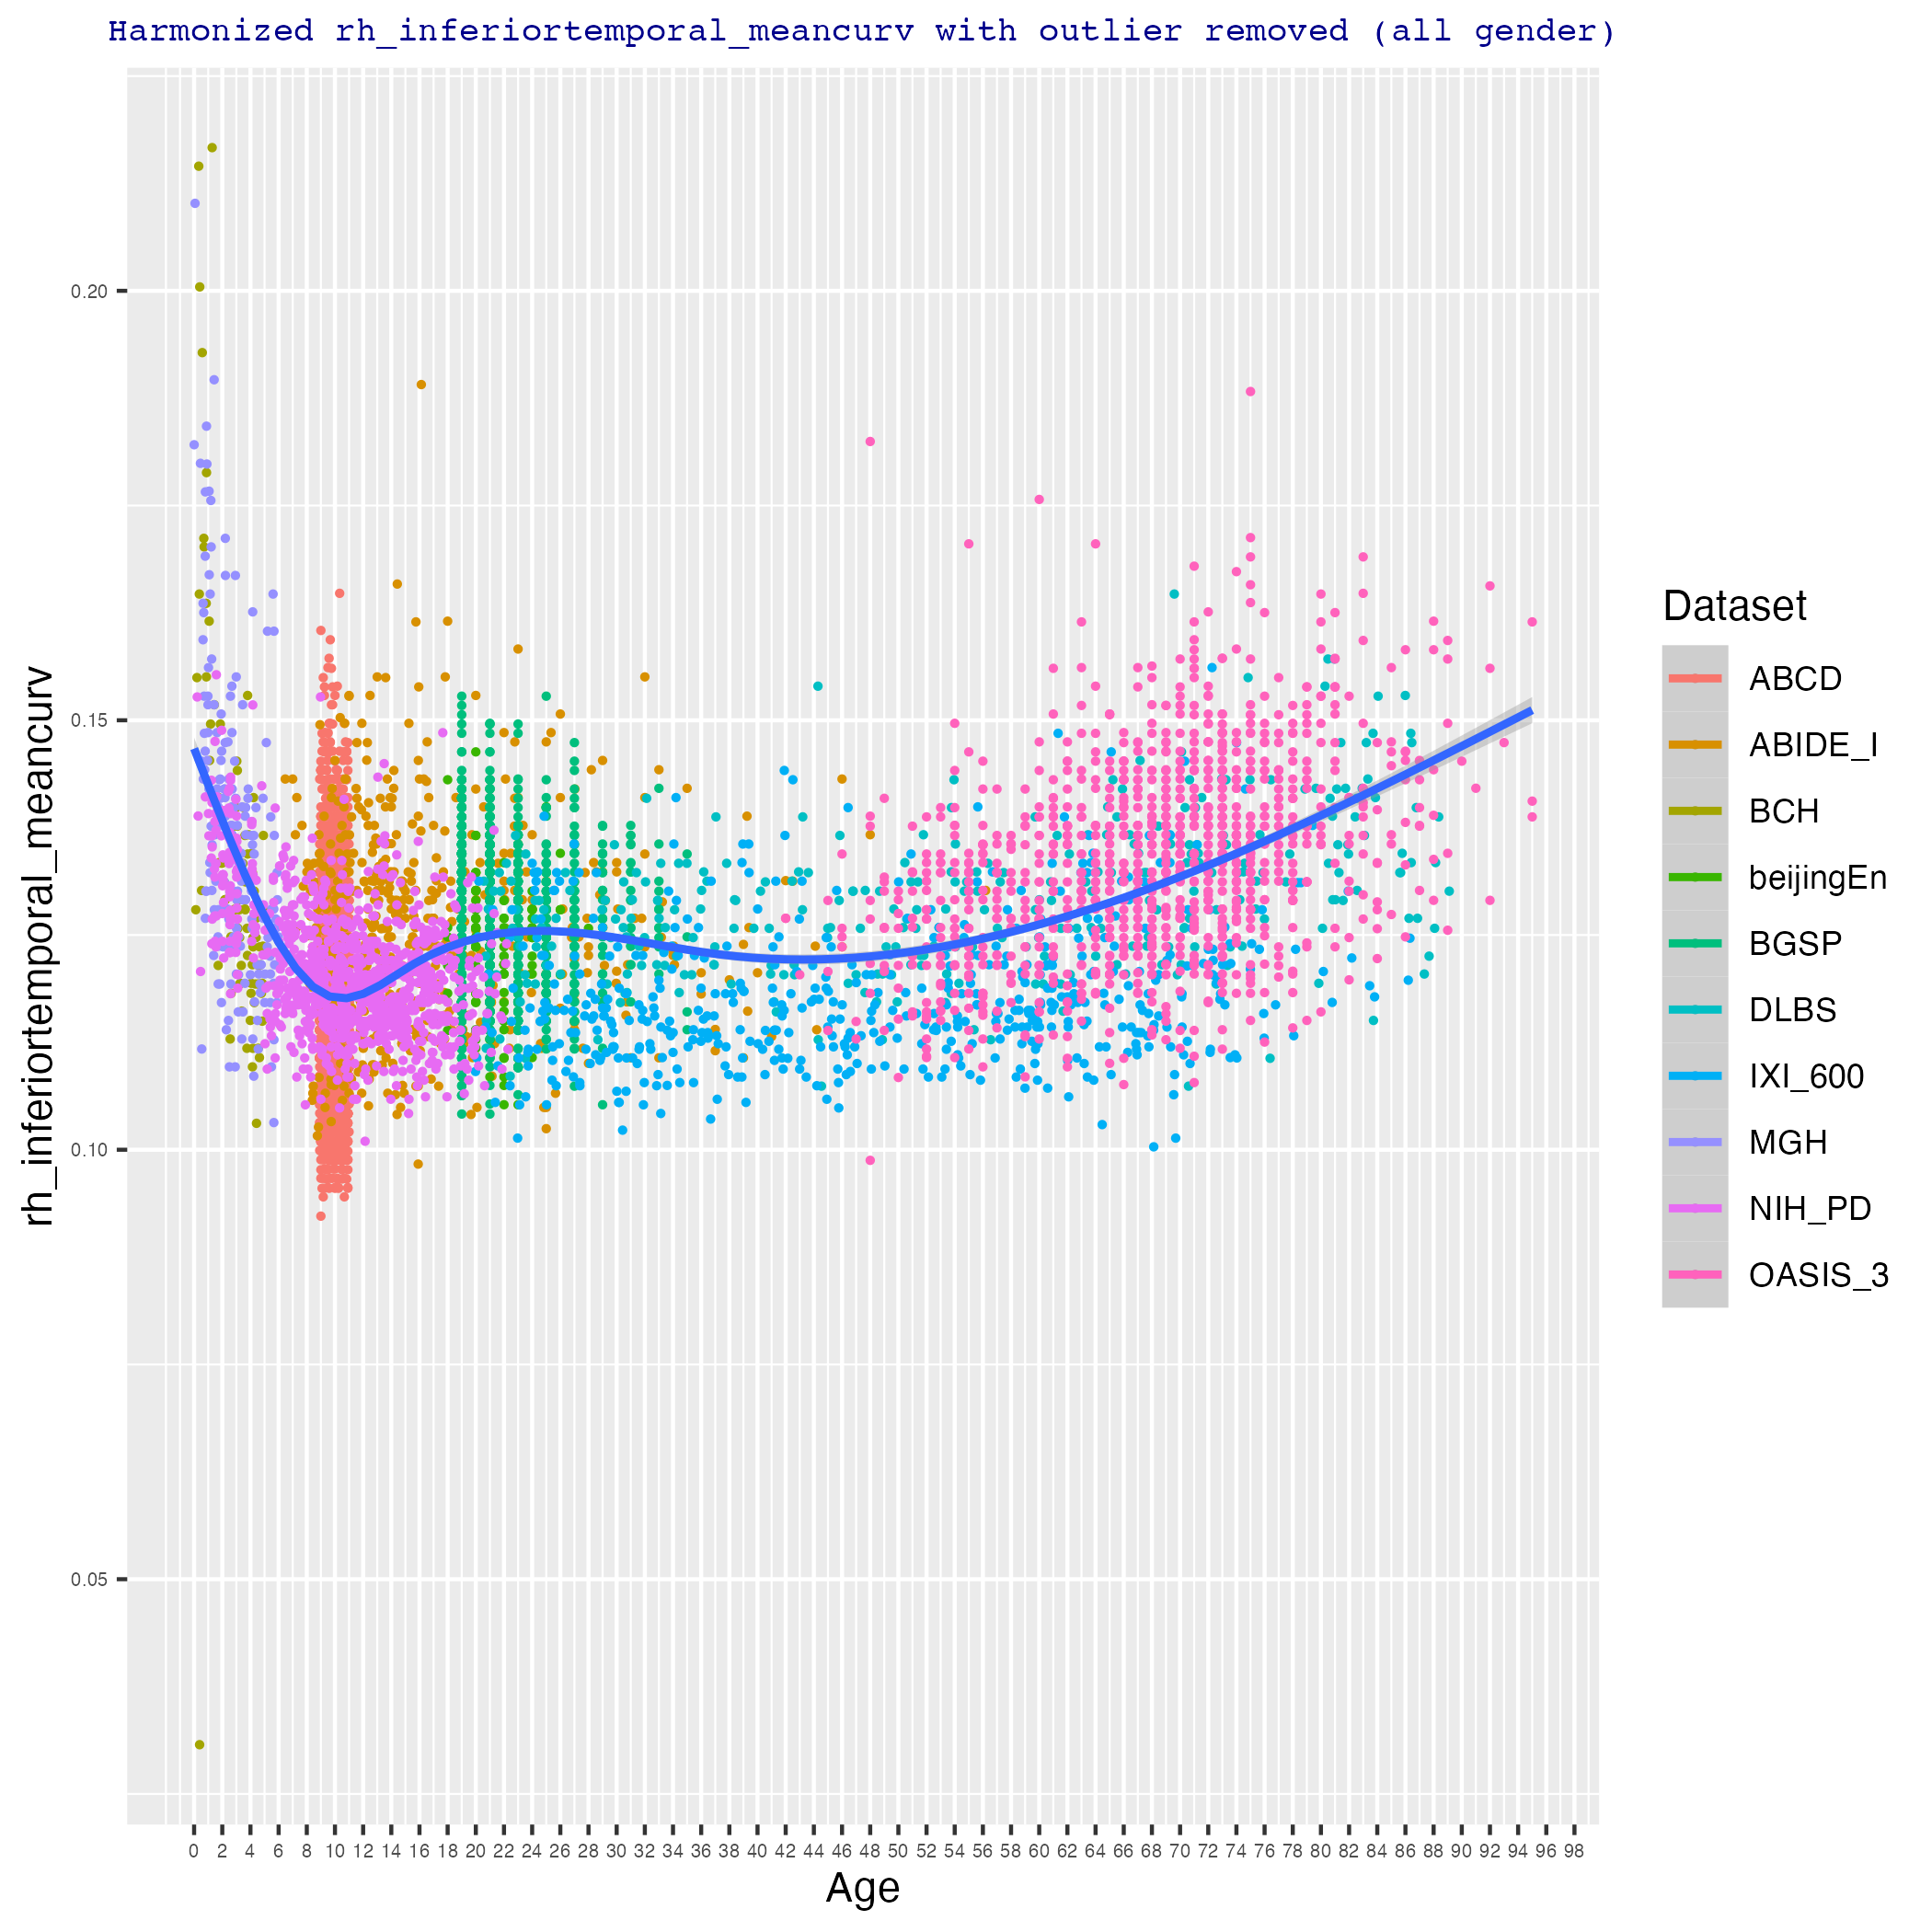 Harmonized rh_inferiortemporal_meancurv with outlier removed (all gender)
rh_inferiortemporal_meancurv
0.20
0.15
0.10
0.05
0 2 4 6 8 10 12 14 16 18 20 22 24 26 28 30 32 34 36 38 40 42 44 46 48 50 52 54 56 58 60 62 64 66 68 70 72 74 76 78 80 82 84 86 88 90 92 94 96 98
Age
Dataset
ABCD
ABIDE_I
BCH
beijingEn
BGSP
DLBS
IXI_600
MGH
NIH_PD
OASIS_3